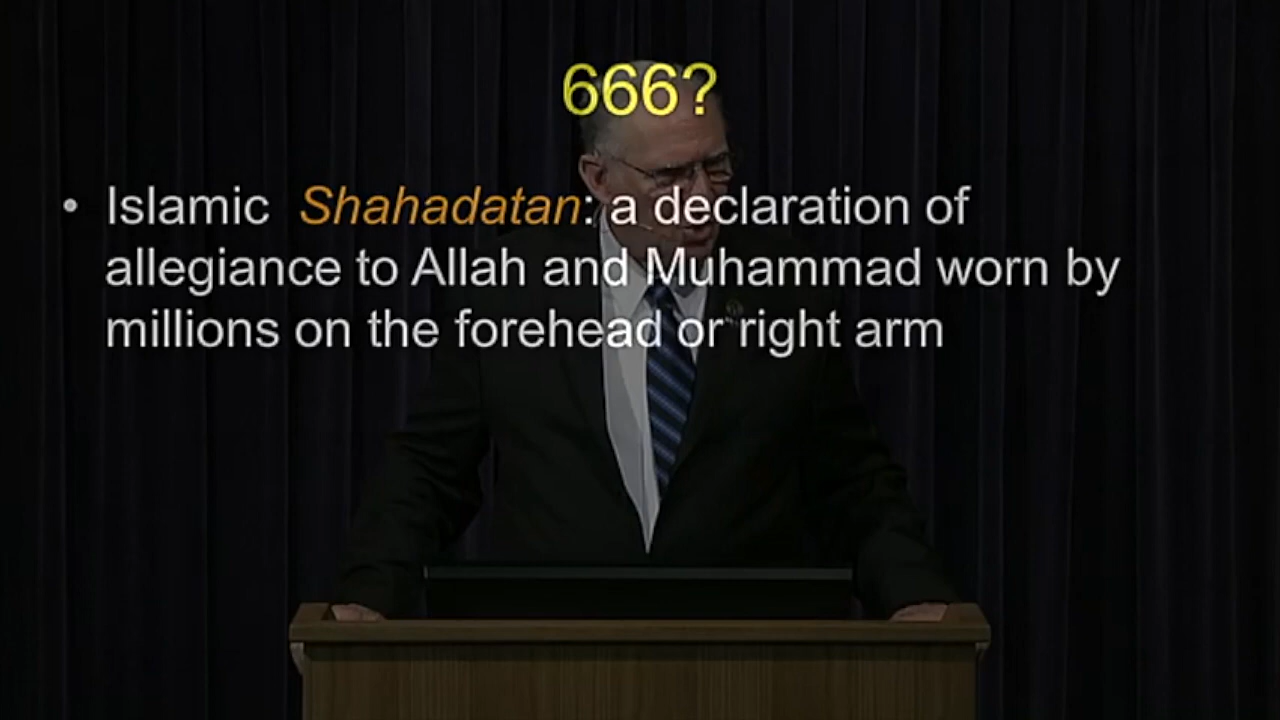 666?
• Islamic Shahadatan: a declaration of
allegiance to Allah and Muhammad worn by
millions on the forehead or right arm